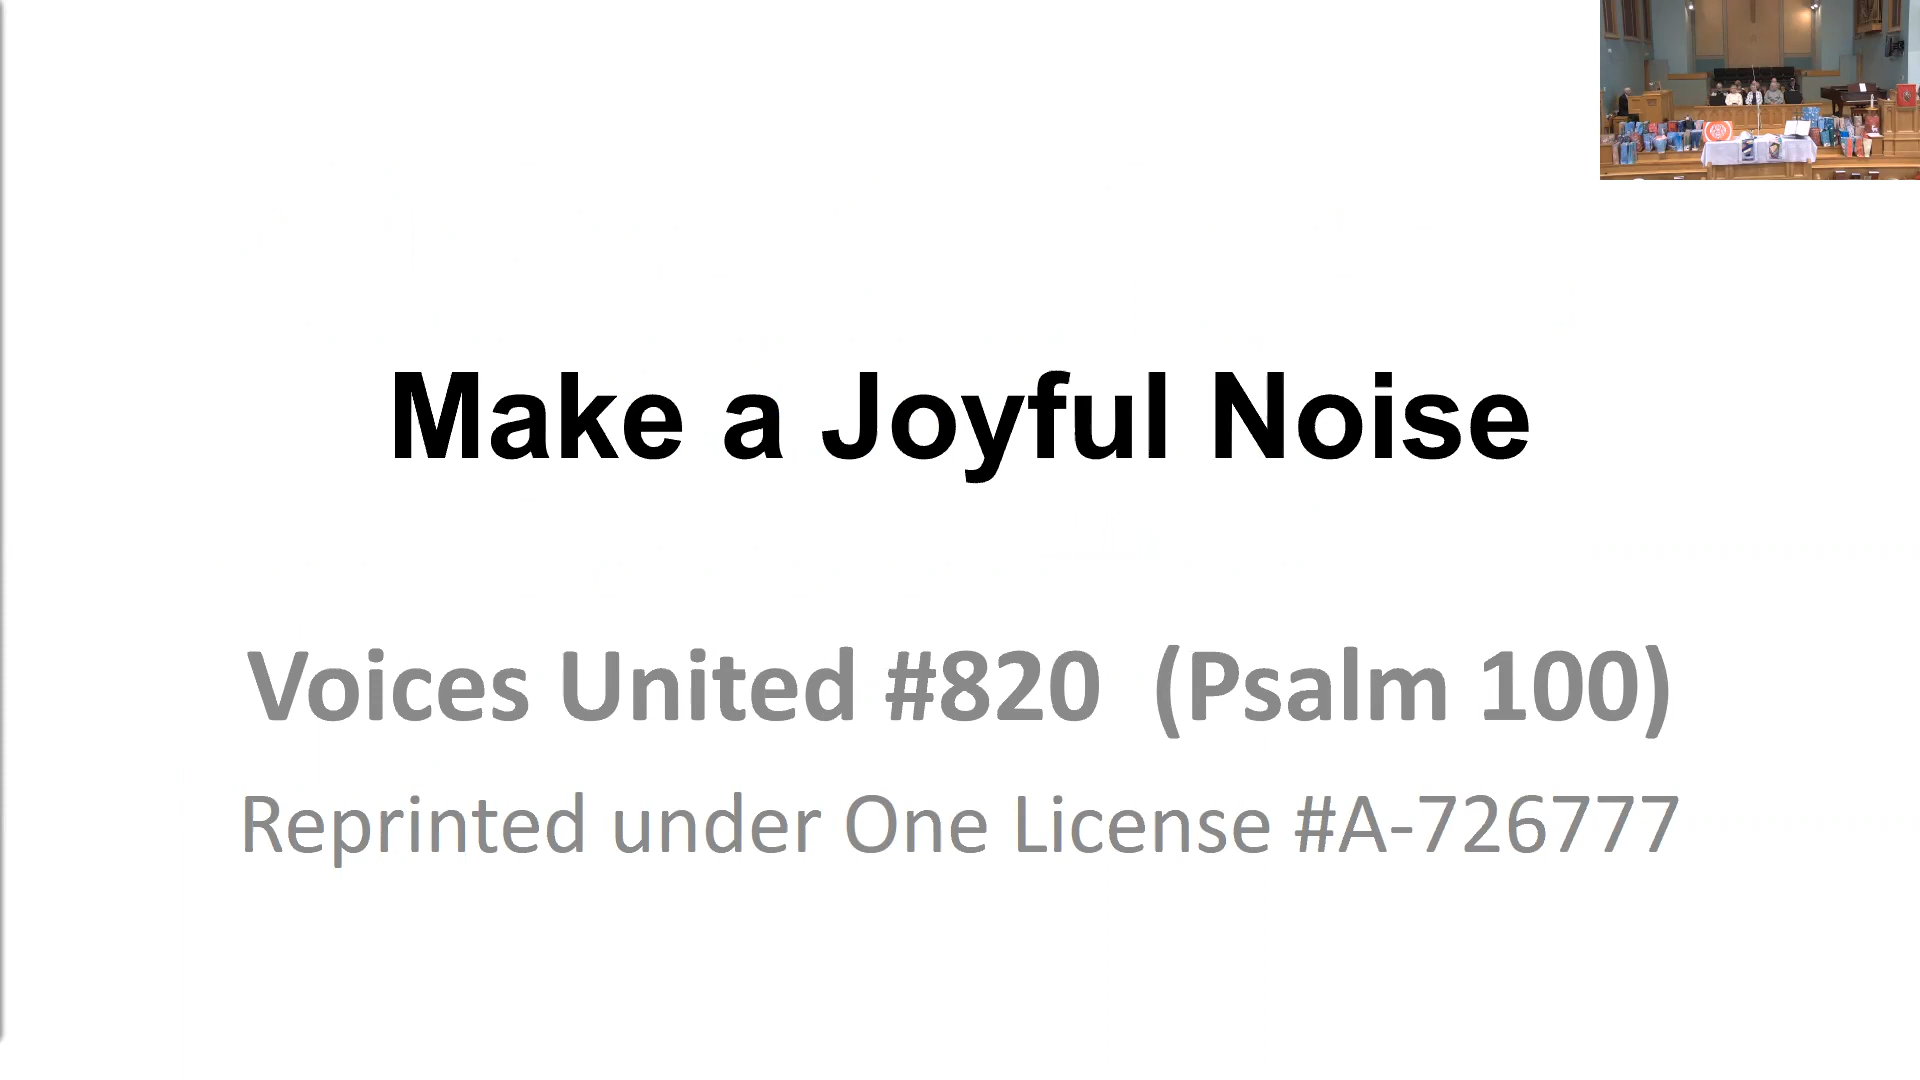 Make a Joyful Noise
Voices United #820 (Psalm 100)
Reprinted under One License #A-726777